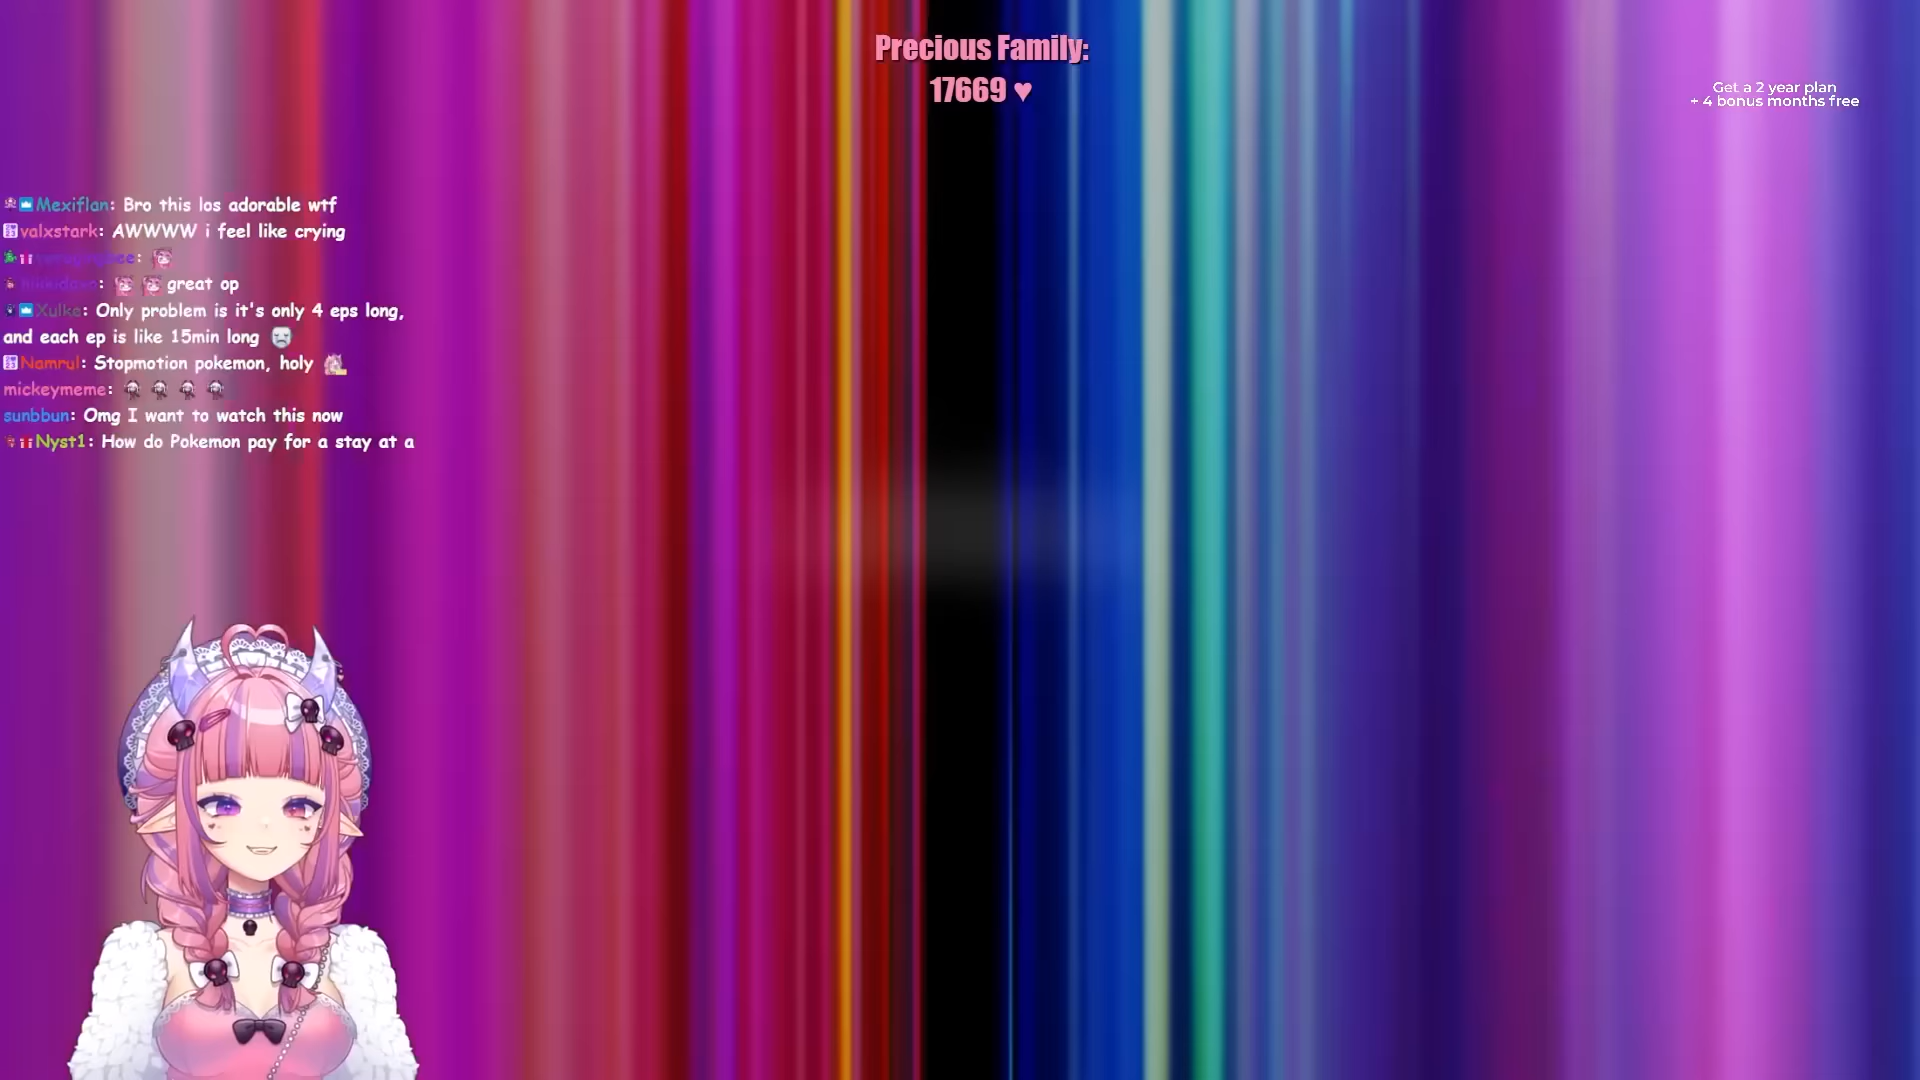 Precious Family:
17669 ♥
Get a 2 year plan
+ 4 bonus months free
Mexiflan: Bro this los adorable wtf
valxstark: AWWWW i feel like crying
: great op
Xulke: Only problem is it's only 4 eps long,
and each ep is like 15min long
Namrul: Stopmotion pokemon, holy
mickeymeme:
sunbbun: Omg I want to watch this now
Nyst1: How do Pokemon pay for a stay at a